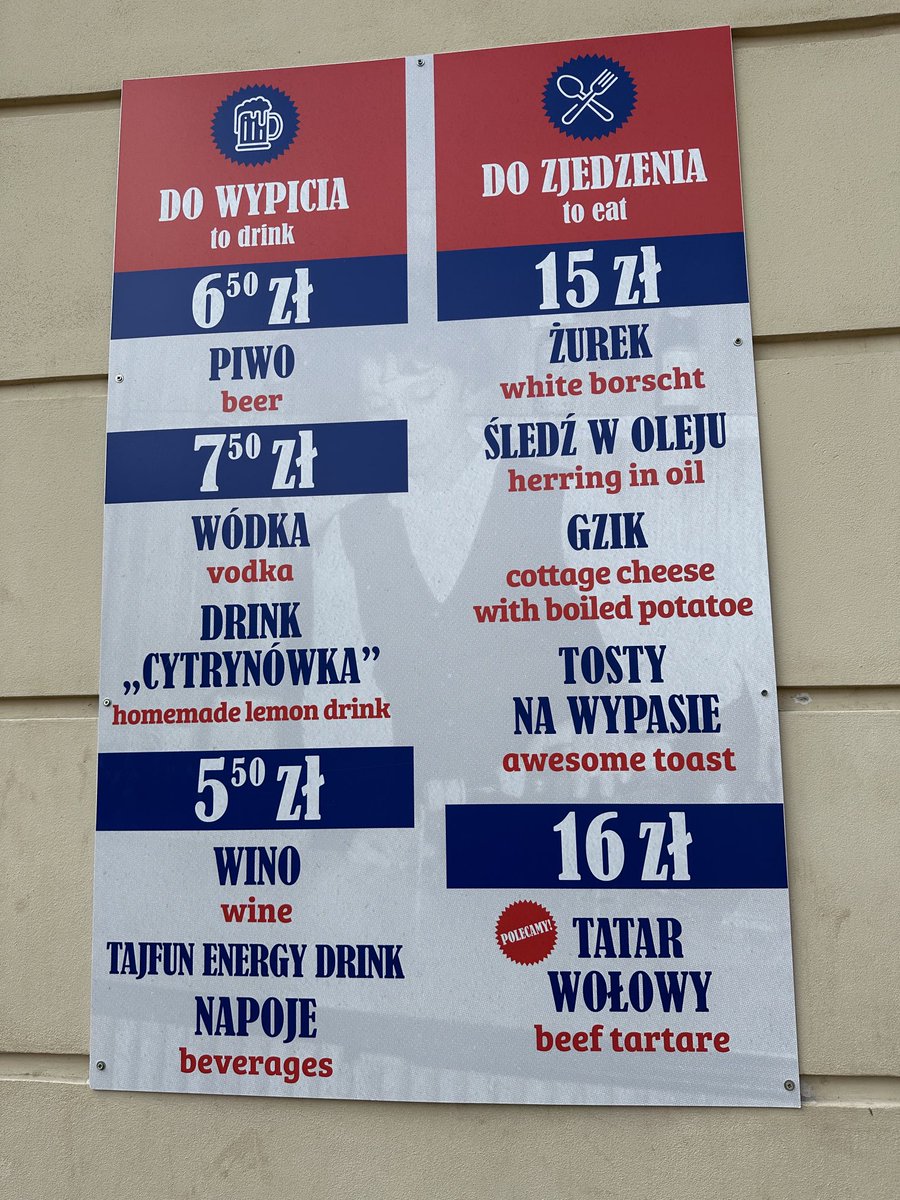 DO WYPICIA
to drink
6⁵⁰ zł
PIWO
beer
7⁵⁰ zł
WÓDKA
vodka
DRINK
„CYTRYNÓWKA”
homemade lemon drink
5⁵⁰ zł
WINO
wine
TAJFUN ENERGY DRINK
NAPOJE
beverages
DO ZJEDZENIA
to eat
15 zł
ŻUREK
white borscht
ŚLEDŹ W OLEJU
herring in oil
GZIK
cottage cheese
with boiled potatoe
TOSTY
NA WYPASIE
awesome toast
16 zł
POLECAMY!
TATAR
WOŁOWY
beef tartare